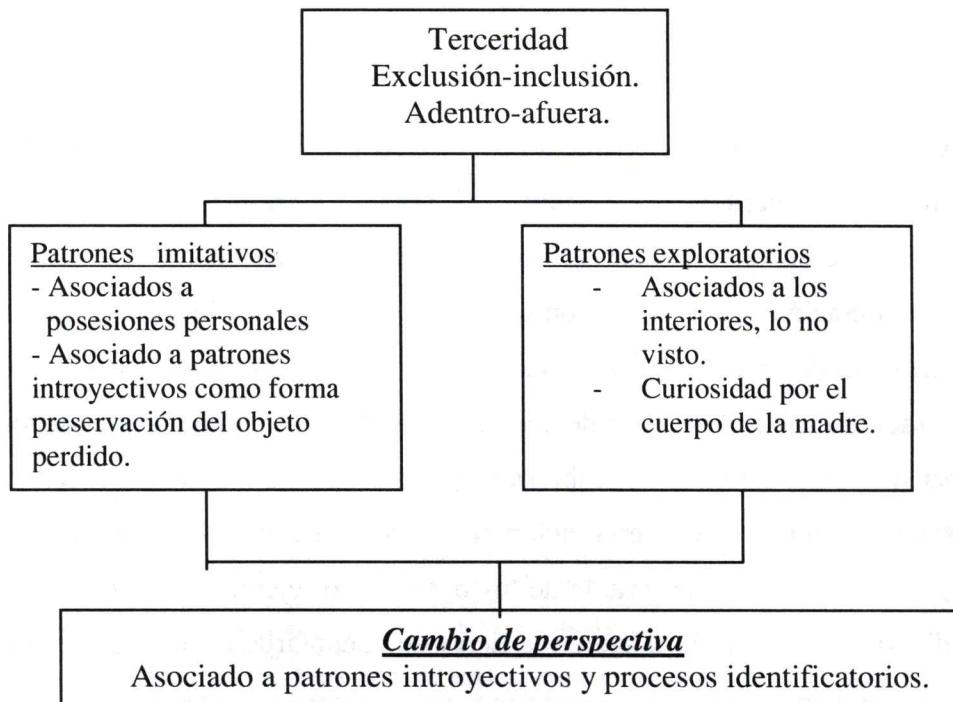 Terceridad
Exclusión-inclusión.
Adentro-afuera.
Patrones imitativos
- Asociados a
posesiones personales
- Asociado a patrones
introyectivos como forma
preservación del objeto
perdido.
Patrones exploratorios
- Asociados a los
interiores, lo no
visto.
- Curiosidad por el
cuerpo de la madre.
Cambio de perspectiva
Asociado a patrones introyectivos y procesos identificatorios.